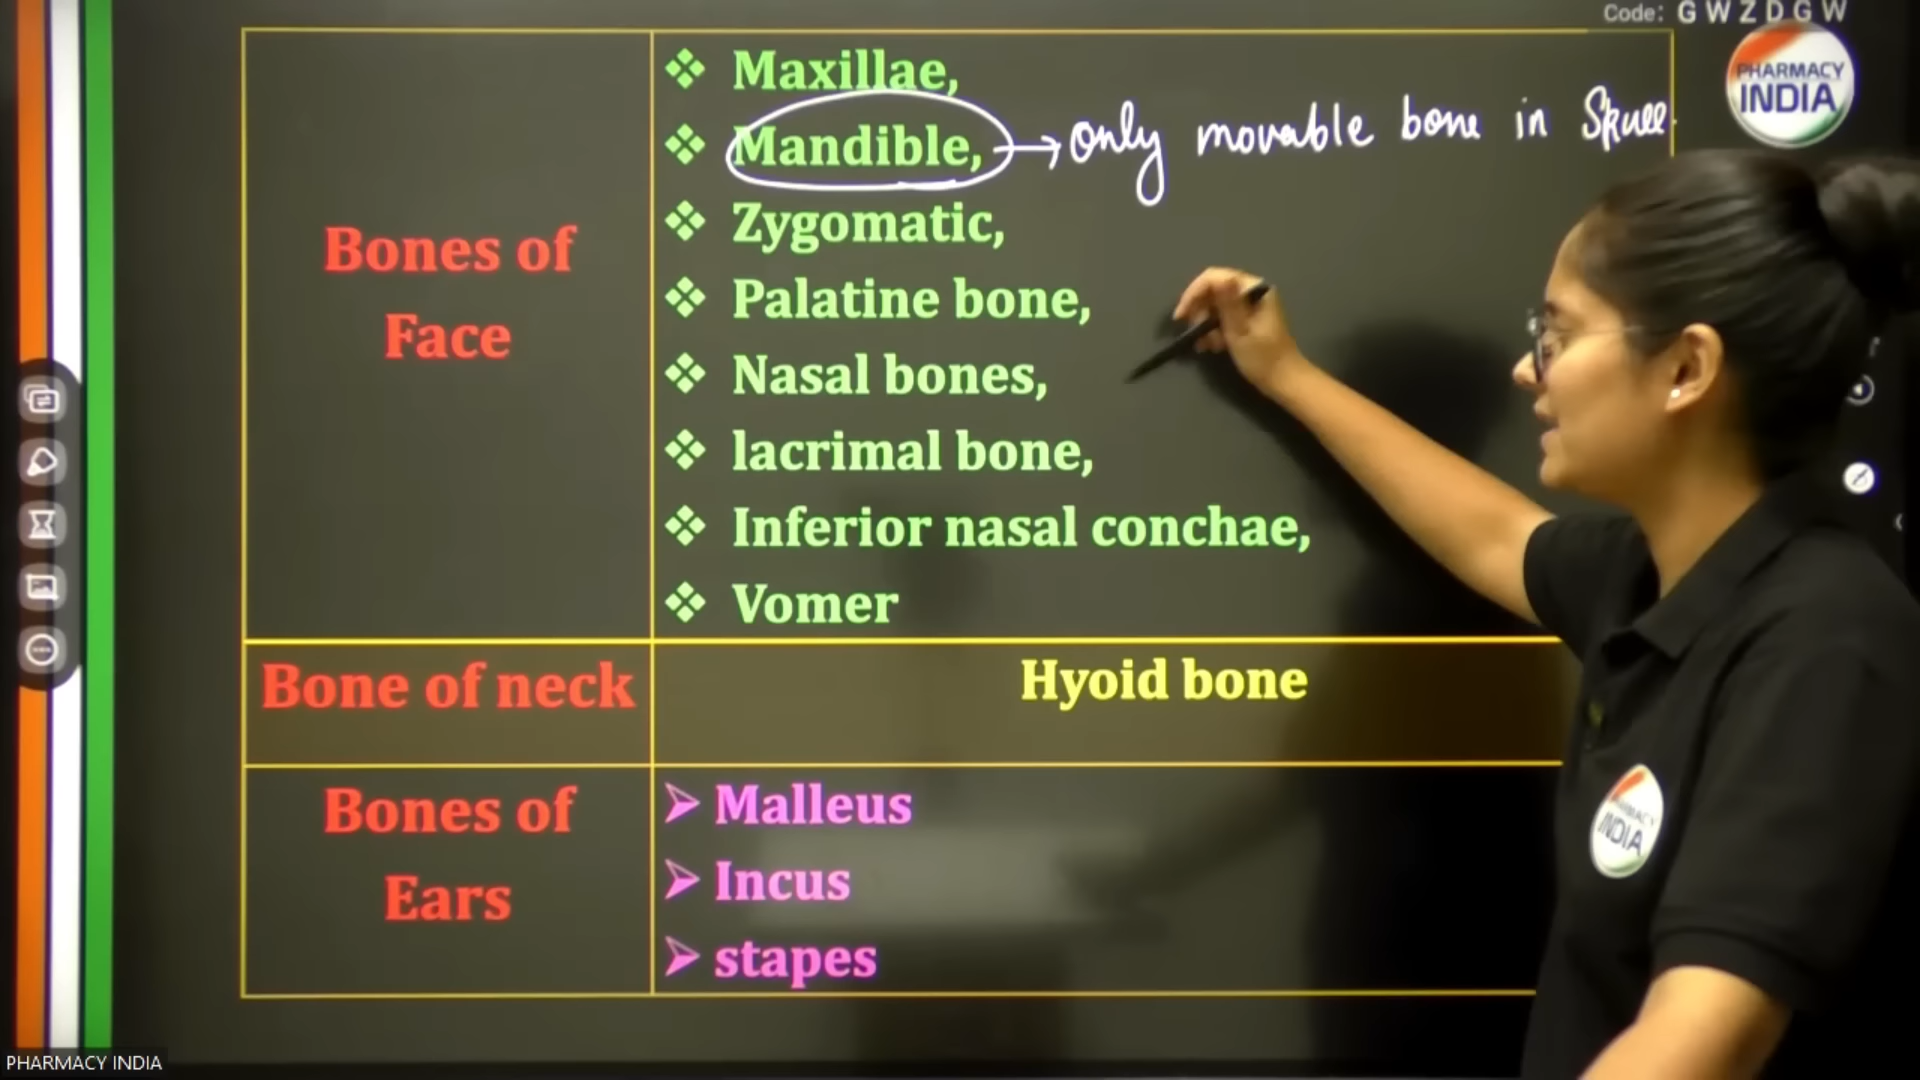 Code: GWZDGW
PHARMACY
INDIA
Maxillae,
Mandible, → only movable bone in Skull.
Zygomatic,
Bones of
Face
Palatine bone,
Nasal bones,
lacrimal bone,
Inferior nasal conchae,
Vomer
Bone of neck
Hyoid bone
Bones of
Ears
Malleus
Incus
stapes
PHARMACY
INDIA
PHARMACY INDIA